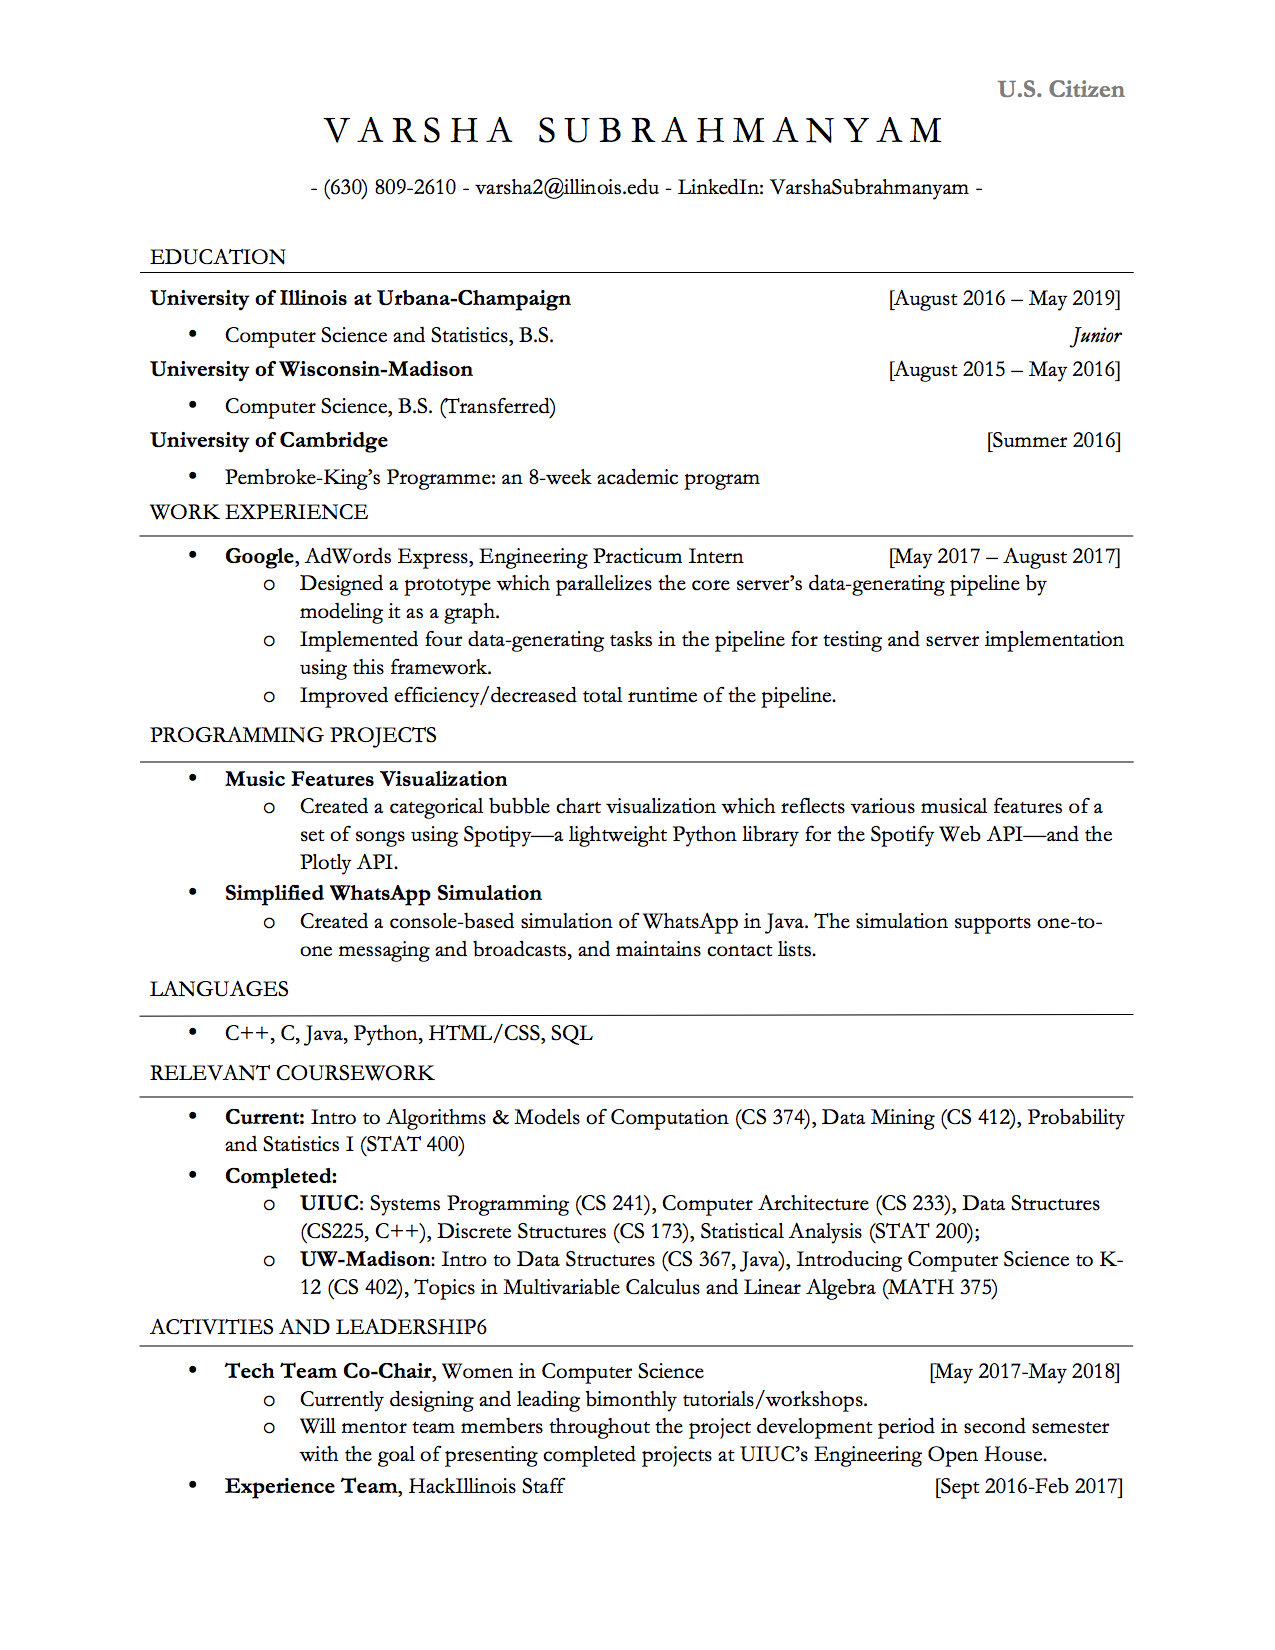 U.S. Citizen
VARSHA SUBRAHMANYAM
- (630) 809-2610 - varsha2@illinois.edu - LinkedIn: VarshaSubrahmanyam -
EDUCATION
University of Illinois at Urbana-Champaign [August 2016 – May 2019]
• Computer Science and Statistics, B.S. Junior
University of Wisconsin-Madison [August 2015 – May 2016]
• Computer Science, B.S. (Transferred)
University of Cambridge [Summer 2016]
• Pembroke-King's Programme: an 8-week academic program
WORK EXPERIENCE
• Google, AdWords Express, Engineering Practicum Intern [May 2017 – August 2017]
o Designed a prototype which parallelizes the core server's data-generating pipeline by
modeling it as a graph.
o Implemented four data-generating tasks in the pipeline for testing and server implementation
using this framework.
o Improved efficiency/decreased total runtime of the pipeline.
PROGRAMMING PROJECTS
• Music Features Visualization
o Created a categorical bubble chart visualization which reflects various musical features of a
set of songs using Spotipy—a lightweight Python library for the Spotify Web API—and the
Plotly API.
• Simplified WhatsApp Simulation
o Created a console-based simulation of WhatsApp in Java. The simulation supports one-to-
one messaging and broadcasts, and maintains contact lists.
LANGUAGES
• C++, C, Java, Python, HTML/CSS, SQL
RELEVANT COURSEWORK
• Current: Intro to Algorithms & Models of Computation (CS 374), Data Mining (CS 412), Probability
and Statistics I (STAT 400)
• Completed:
o UIUC: Systems Programming (CS 241), Computer Architecture (CS 233), Data Structures
(CS225, C++), Discrete Structures (CS 173), Statistical Analysis (STAT 200);
o UW-Madison: Intro to Data Structures (CS 367, Java), Introducing Computer Science to K-
12 (CS 402), Topics in Multivariable Calculus and Linear Algebra (MATH 375)
ACTIVITIES AND LEADERSHIP6
• Tech Team Co-Chair, Women in Computer Science [May 2017-May 2018]
o Currently designing and leading bimonthly tutorials/workshops.
o Will mentor team members throughout the project development period in second semester
with the goal of presenting completed projects at UIUC's Engineering Open House.
• Experience Team, HackIllinois Staff [Sept 2016-Feb 2017]